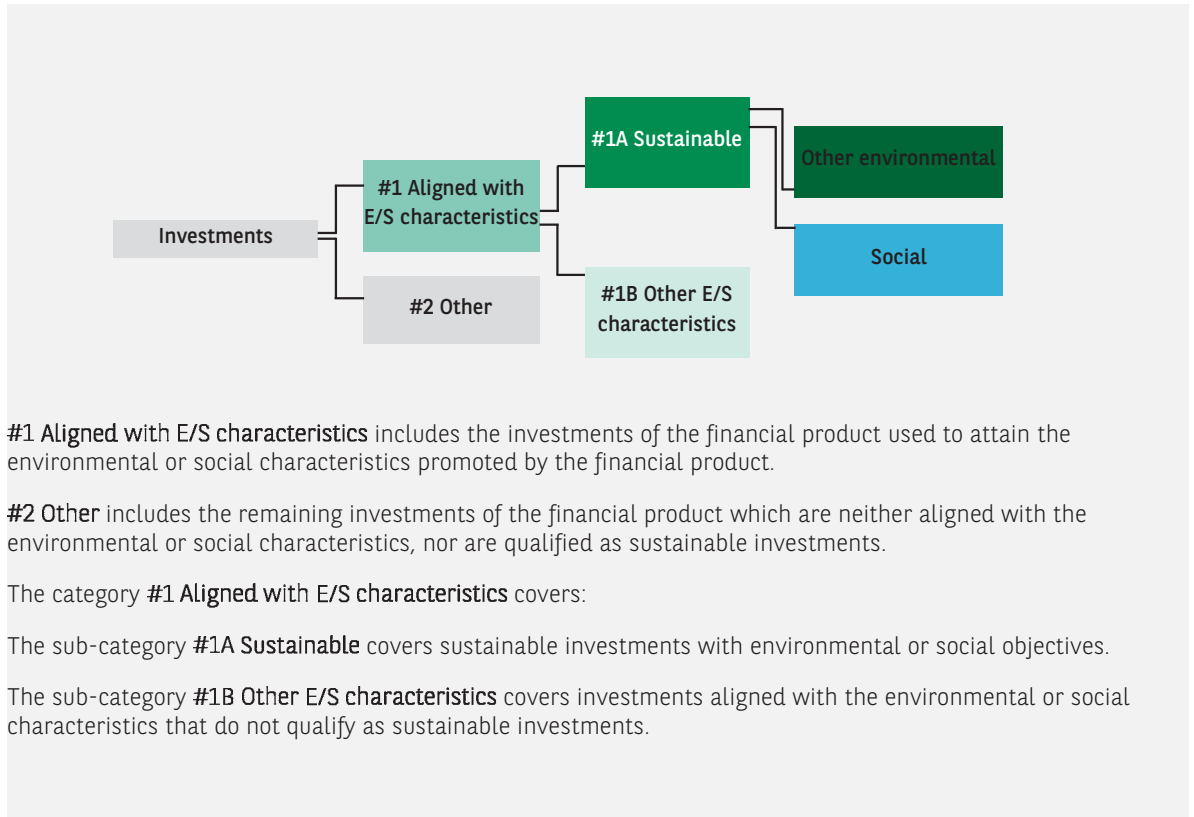 #1A Sustainable
Other environmental
#1 Aligned with
E/S characteristics
Investments
Social
#2 Other
#1B Other E/S
characteristics
#1 Aligned with E/S characteristics includes the investments of the financial product used to attain the
environmental or social characteristics promoted by the financial product.
#2 Other includes the remaining investments of the financial product which are neither aligned with the
environmental or social characteristics, nor are qualified as sustainable investments.
The category #1 Aligned with E/S characteristics covers:
The sub-category #1A Sustainable covers sustainable investments with environmental or social objectives.
The sub-category #1B Other E/S characteristics covers investments aligned with the environmental or social
characteristics that do not qualify as sustainable investments.